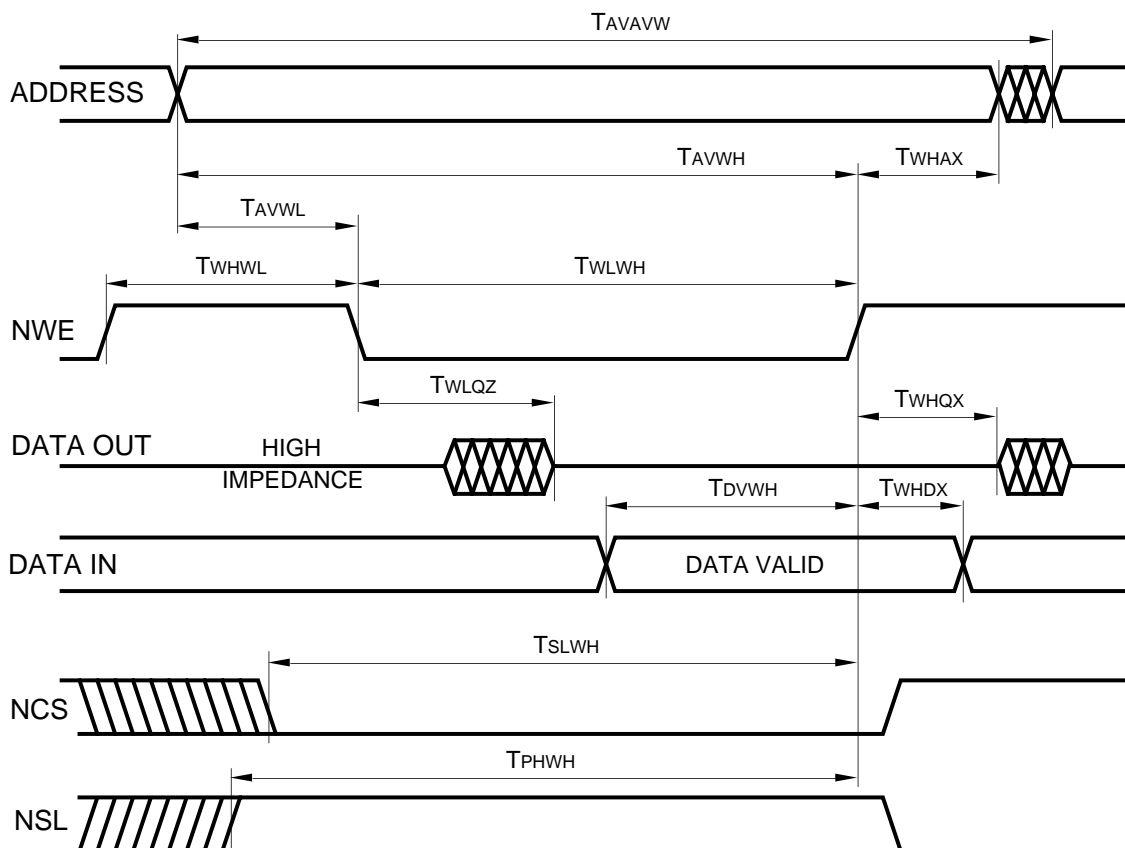 TAVAVW
ADDRESS
TAVWH
TWHAX
TAVWL
TWHWL
TWLWH
NWE
TWLQZ
TWHQX
DATA OUT
HIGH
IMPEDANCE
TDVWH
TWHDX
DATA IN
DATA VALID
TSLWH
NCS
TPHWH
NSL